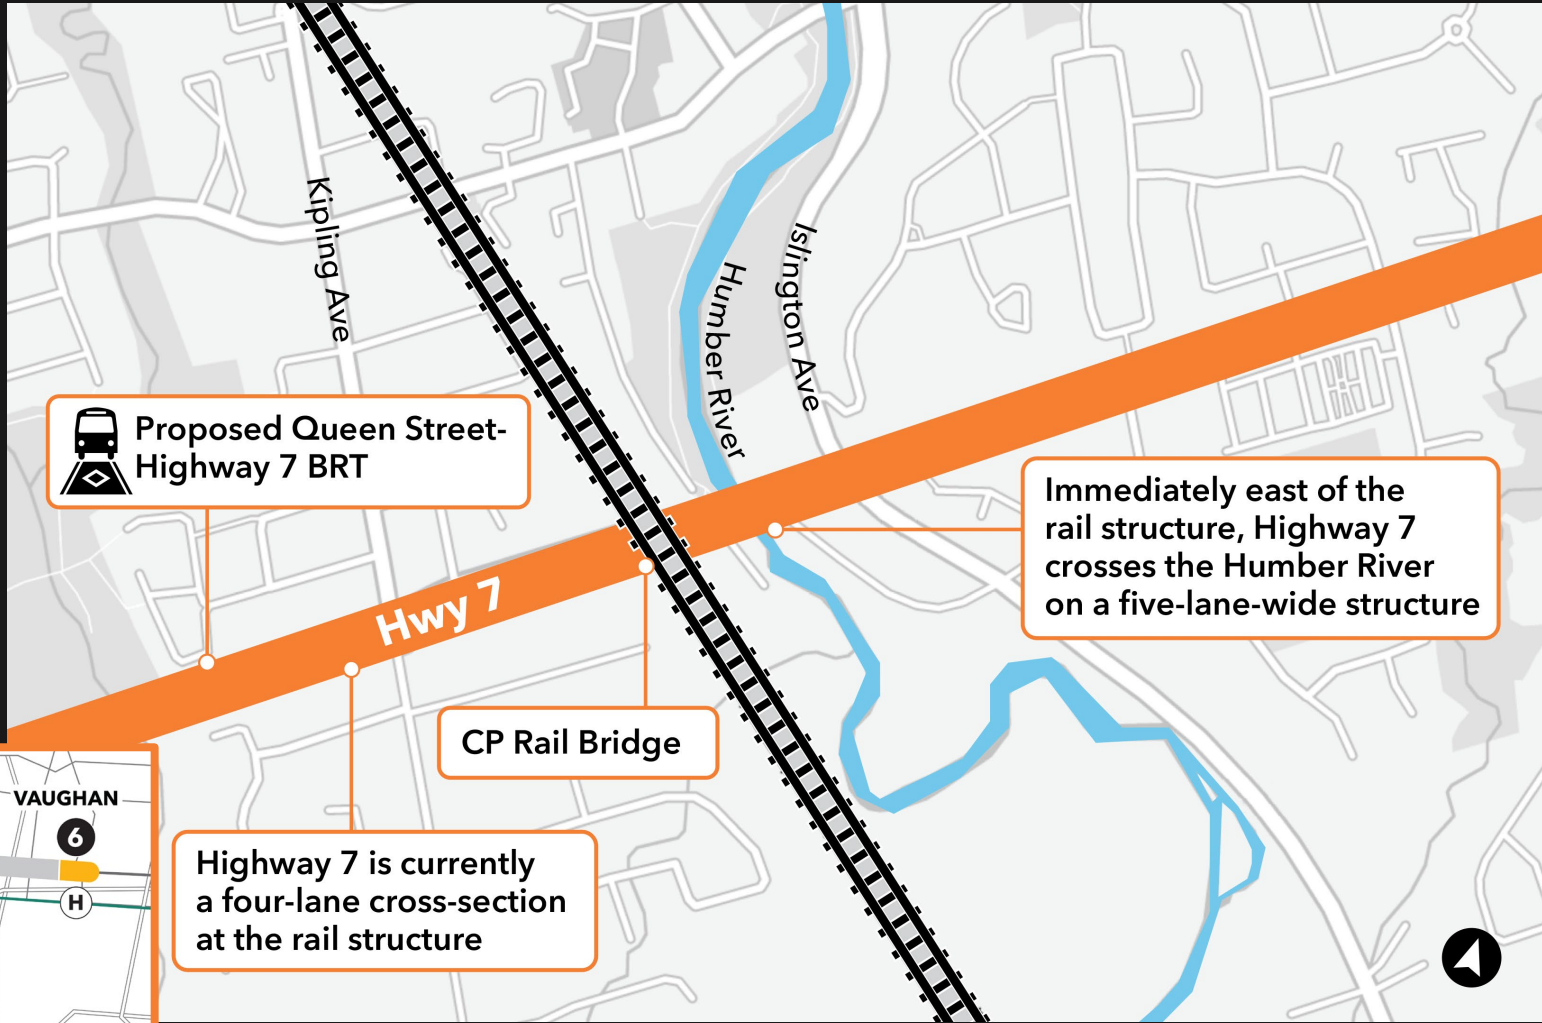 Kipling Ave
Islington Ave
Humber River
Proposed Queen Street-
Highway 7 BRT
Immediately east of the
rail structure, Highway 7
crosses the Humber River
on a five-lane-wide structure
Hwy 7
CP Rail Bridge
VAUGHAN
6
H
Highway 7 is currently
a four-lane cross-section
at the rail structure